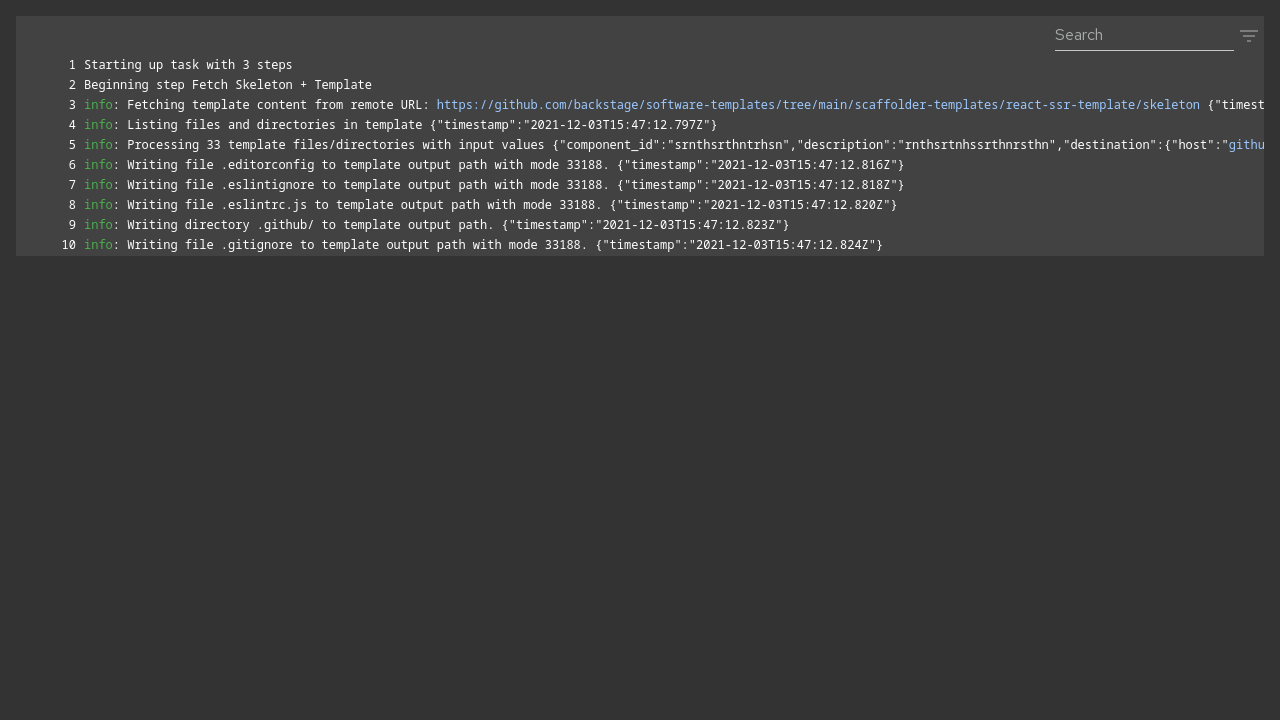 Search
1 Starting up task with 3 steps
2 Beginning step Fetch Skeleton + Template
3 info: Fetching template content from remote URL: https://github.com/backstage/software-templates/tree/main/scaffolder-templates/react-ssr-template/skeleton {"timest
4 info: Listing files and directories in template {"timestamp":"2021-12-03T15:47:12.797Z"}
5 info: Processing 33 template files/directories with input values {"component_id":"srnthsrthntrhsn","description":"rnthsrtnhssrthnrsthn","destination":{"host":"githu
6 info: Writing file .editorconfig to template output path with mode 33188. {"timestamp":"2021-12-03T15:47:12.816Z"}
7 info: Writing file .eslintignore to template output path with mode 33188. {"timestamp":"2021-12-03T15:47:12.818Z"}
8 info: Writing file .eslintrc.js to template output path with mode 33188. {"timestamp":"2021-12-03T15:47:12.820Z"}
9 info: Writing directory .github/ to template output path. {"timestamp":"2021-12-03T15:47:12.823Z"}
10 info: Writing file .gitignore to template output path with mode 33188. {"timestamp":"2021-12-03T15:47:12.824Z"}